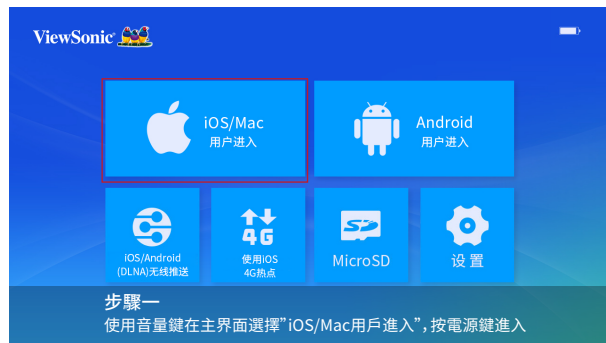 ViewSonic
iOS/Mac
用户进入
Android
用户进入
iOS/Android
(DLNA)无线推送
4G
使用iOS
4G热点
MicroSD
设置
步驟一
使用音量鍵在主界面選擇”iOS/Mac用戶進入”，按電源鍵進入